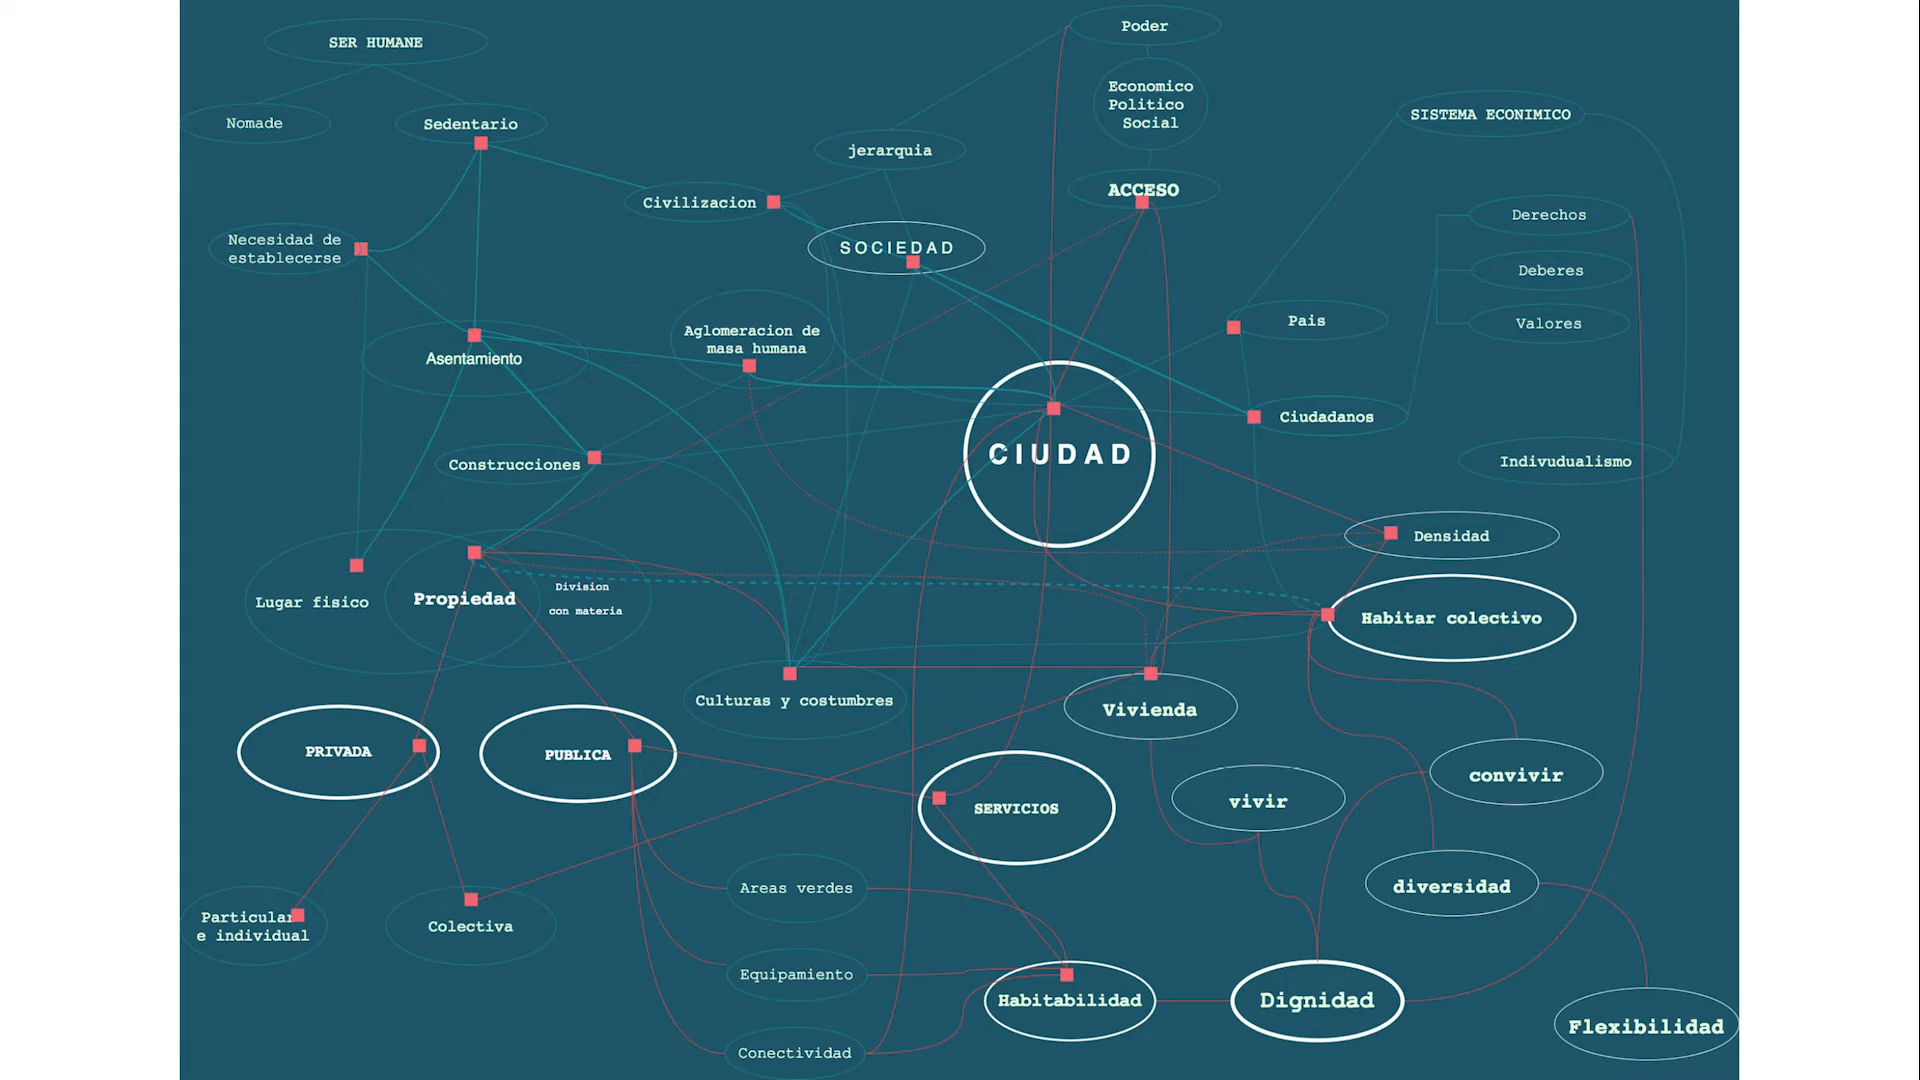 Poder
SER HUMANE
Economico
Politico
Social
SISTEMA ECONIMICO
Nomade
Sedentario
jerarquia
ACCESO
Civilizacion
Derechos
Necesidad de
establecerse
SOCIEDAD
Deberes
Pais
Valores
Aglomeracion de
masa humana
Asentamiento
Ciudadanos
CIUDAD
Construcciones
Indivudualismo
Densidad
Lugar fisico
Propiedad
Division
con materia
Habitar colectivo
Culturas y costumbres
Vivienda
PRIVADA
PUBLICA
convivir
vivir
SERVICIOS
Areas verdes
diversidad
Particular
e individual
Colectiva
Equipamiento
Habitabilidad
Dignidad
Flexibilidad
Conectividad